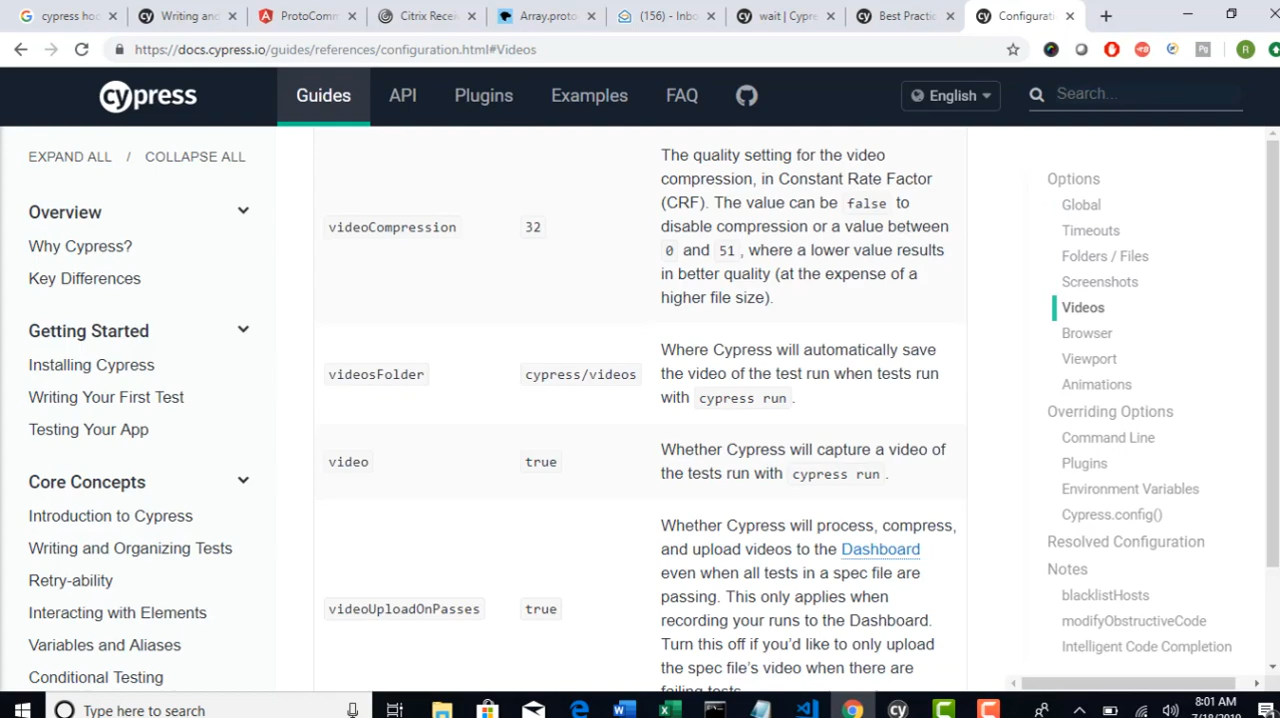 cypress ho
Writing and
ProtoComm
Citrix Recei
Array.proto
(156) - Inbo
wait | Cypre
Best Practic
Configurati
https://docs.cypress.io/guides/references/configuration.html#Videos
R
cypress
Guides
API
Plugins
Examples
FAQ
English
Search...
EXPAND ALL / COLLAPSE ALL
Overview
Why Cypress?
Key Differences
Getting Started
Installing Cypress
Writing Your First Test
Testing Your App
Core Concepts
Introduction to Cypress
Writing and Organizing Tests
Retry-ability
Interacting with Elements
Variables and Aliases
Conditional Testing
videoCompression
32
The quality setting for the video
compression, in Constant Rate Factor
(CRF). The value can be false to
disable compression or a value between
0 and 51, where a lower value results
in better quality (at the expense of a
higher file size).
videosFolder
cypress/videos
Where Cypress will automatically save
the video of the test run when tests run
with cypress run.
video
true
Whether Cypress will capture a video of
the tests run with cypress run.
videoUploadOnPasses
true
Whether Cypress will process, compress,
and upload videos to the Dashboard
even when all tests in a spec file are
passing. This only applies when
recording your runs to the Dashboard.
Turn this off if you'd like to only upload
the spec file's video when there are
failing tests.
Options
Global
Timeouts
Folders / Files
Screenshots
Videos
Browser
Viewport
Animations
Overriding Options
Command Line
Plugins
Environment Variables
Cypress.config()
Resolved Configuration
Notes
blacklistHosts
modifyObstructiveCode
Intelligent Code Completion
Type here to search
8:01 AM